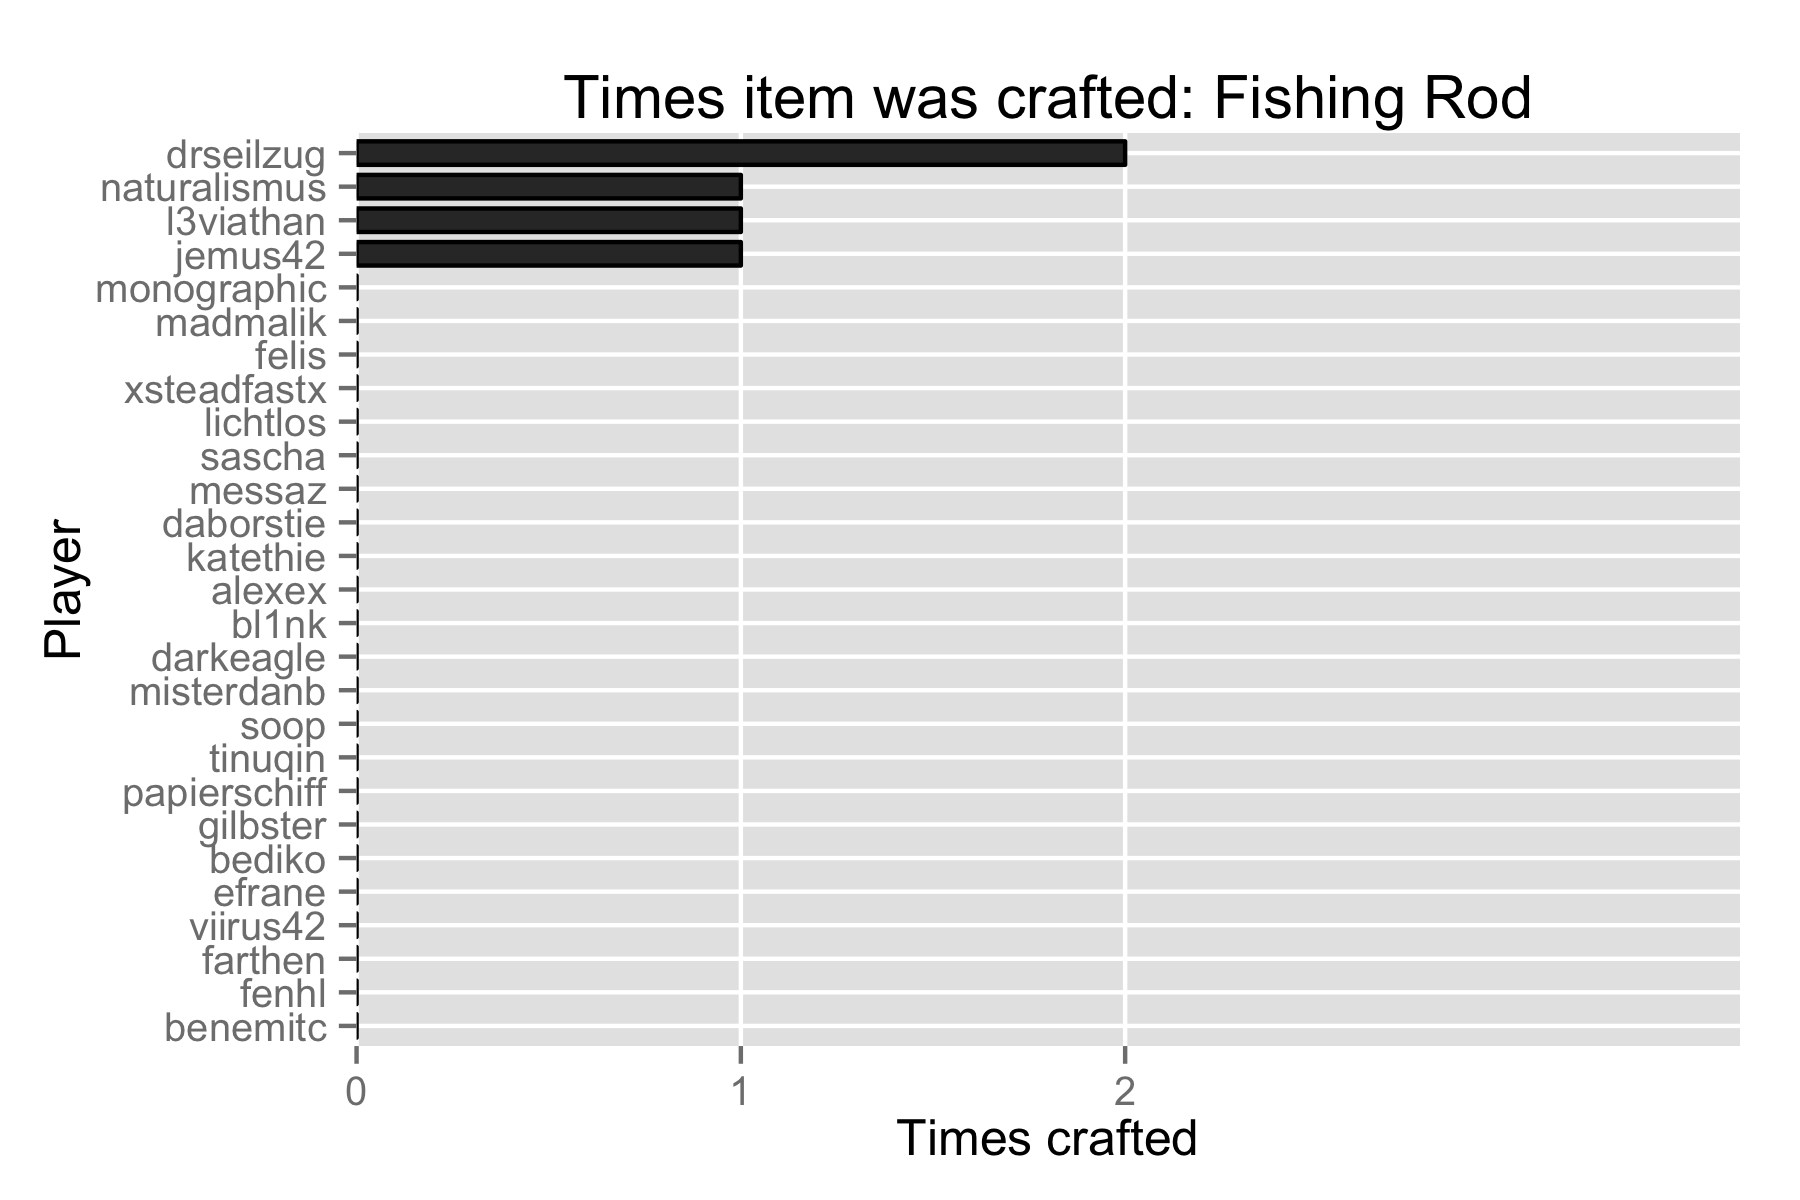 Times item was crafted: Fishing Rod
drseilzug
naturalismus
l3viathan
jemus42
monographic
madmalik
felis
xsteadfastx
lichtlos
sascha
messaz
daborstie
katethie
alexex
bl1nk
darkeagle
misterdanb
soop
tinuqin
papierschiff
gilbster
bediko
efrane
viirus42
farthen
fenhl
benemitc
Player
0 1 2
Times crafted